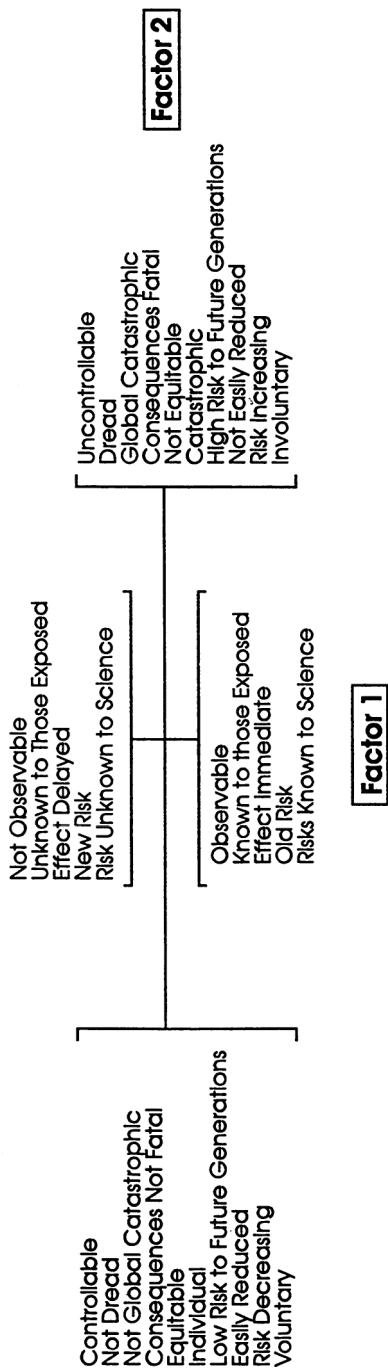 Not Observable
Unknown to Those Exposed
Effect Delayed
New Risk
Risk Unknown to Science
Controllable
Not Dread
Not Global Catastrophic
Consequences Not Fatal
Equitable
Individual
Low Risk to Future Generations
Easily Reduced
Risk Decreasing
Voluntary
Uncontrollable
Dread
Global Catastrophic
Consequences Fatal
Not Equitable
Catastrophic
High Risk to Future Generations
Not Easily Reduced
Risk Increasing
Involuntary
Factor 2
Observable
Known to those Exposed
Effect Immediate
Old Risk
Risks Known to Science
Factor 1